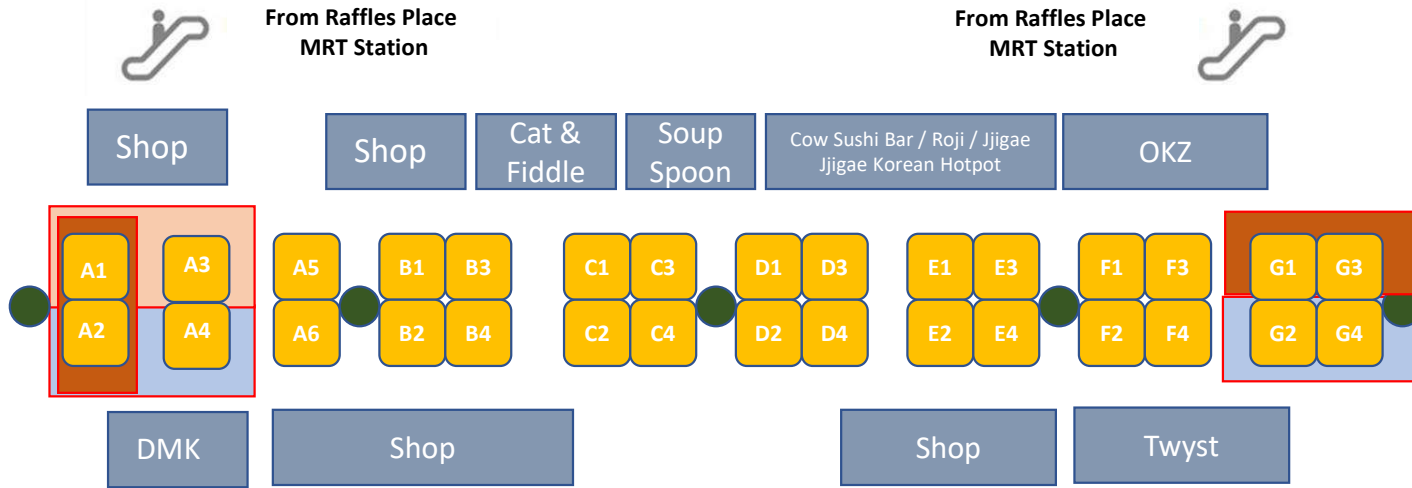 From Raffles Place
MRT Station
From Raffles Place
MRT Station
Shop
Shop
Cat &
Fiddle
Soup
Spoon
Cow Sushi Bar / Roji / Jjigae
Jjigae Korean Hotpot
OKZ
A1 A3 A5 B1 B3 C1 C3 D1 D3 E1 E3 F1 F3 G1 G3
A2 A4 A6 B2 B4 C2 C4 D2 D4 E2 E4 F2 F4 G2 G4
DMK
Shop
Shop
Twyst